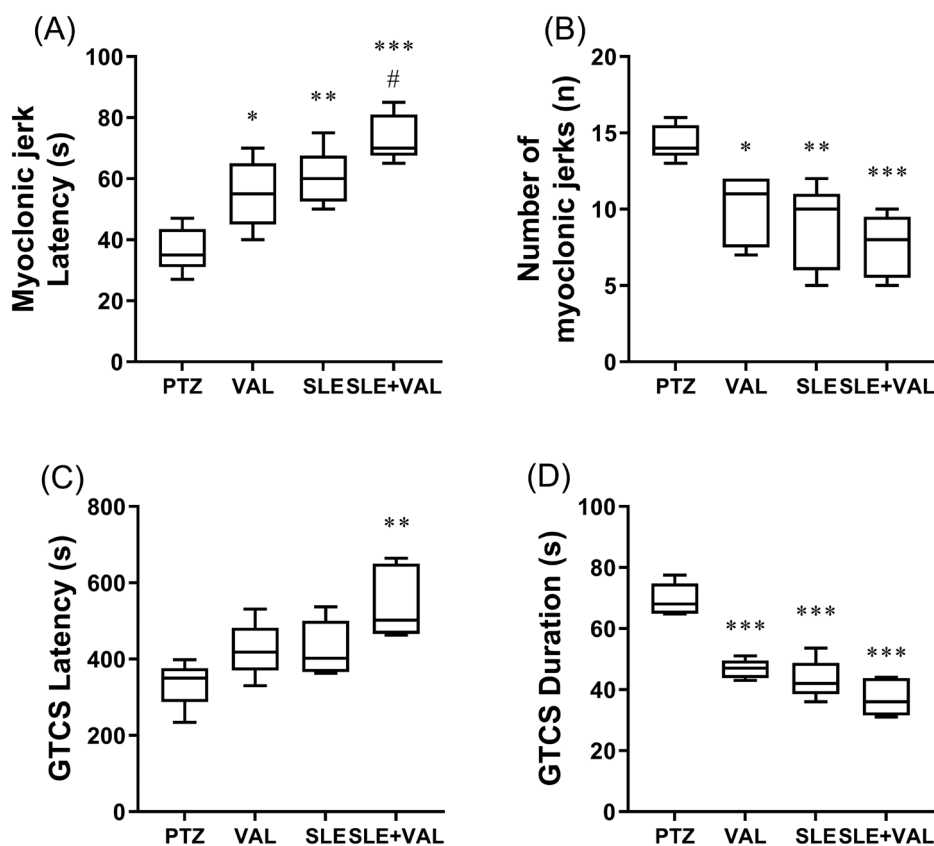 (A)
Myoclonic jerk
Latency (s)
100
80
60
40
20
0
*
**
***
#
PTZ VAL SLE SLE+VAL
(B)
Number of
myoclonic jerks (n)
20
15
10
5
0
*
**
***
PTZ VAL SLE SLE+VAL
(C)
GTCS Latency (s)
800
600
400
200
0
**
PTZ VAL SLE SLE+VAL
(D)
GTCS Duration (s)
100
80
60
40
20
0
***
***
***
PTZ VAL SLE SLE+VAL